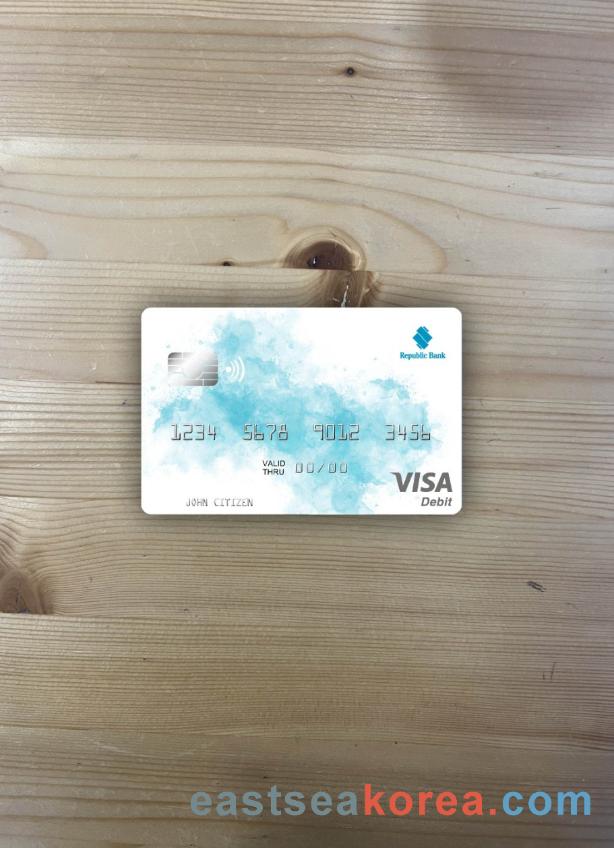 Republic Bank
1234 5678 9012 3456
VALID
THRU 00/00
VISA
Debit
JOHN CITIZEN
eastseakorea.com